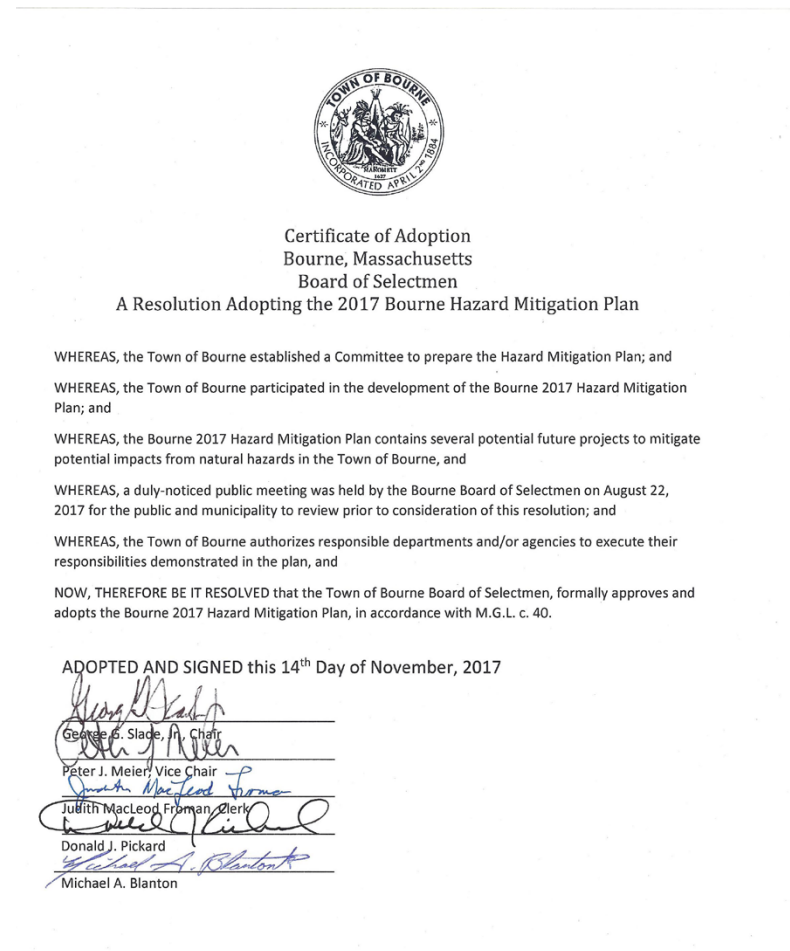 TOWN OF BOURNE
MANOMETT
1627
INCORPORATED APRIL 2ND 1884
Certificate of Adoption
Bourne, Massachusetts
Board of Selectmen
A Resolution Adopting the 2017 Bourne Hazard Mitigation Plan
WHEREAS, the Town of Bourne established a Committee to prepare the Hazard Mitigation Plan; and
WHEREAS, the Town of Bourne participated in the development of the Bourne 2017 Hazard Mitigation
Plan; and
WHEREAS, the Bourne 2017 Hazard Mitigation Plan contains several potential future projects to mitigate
potential impacts from natural hazards in the Town of Bourne, and
WHEREAS, a duly-noticed public meeting was held by the Bourne Board of Selectmen on August 22,
2017 for the public and municipality to review prior to consideration of this resolution; and
WHEREAS, the Town of Bourne authorizes responsible departments and/or agencies to execute their
responsibilities demonstrated in the plan, and
NOW, THEREFORE BE IT RESOLVED that the Town of Bourne Board of Selectmen, formally approves and
adopts the Bourne 2017 Hazard Mitigation Plan, in accordance with M.G.L. c. 40.
ADOPTED AND SIGNED this 14th Day of November, 2017
George G. Slade, Jr., Chair
Peter J. Meier, Vice Chair
Judith MacLeod Froman
Judith MacLeod Froman, Clerk
Donald J. Pickard
Michael A. Blanton
Michael A. Blanton